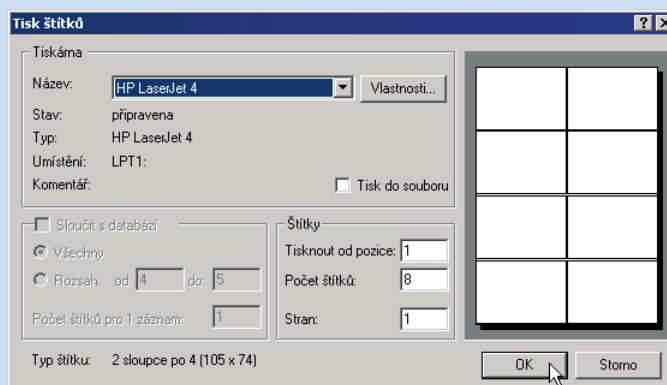 Tisk štítků
Tiskárna
Název: HP LaserJet 4 Vlastnosti...
Stav: připravena
Typ: HP LaserJet 4
Umístění: LPT1:
Komentář: Tisk do souboru
Sloučit s databází
Všechny
Rozsah od: 4 do: 5
Počet štítků pro 1 záznam: 1
Štítky
Tisknout od pozice: 1
Počet štítků: 8
Stran: 1
Typ štítku: 2 sloupce po 4 (105 x 74)
OK Storno